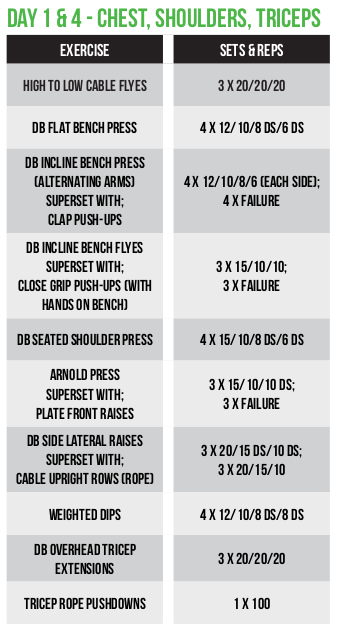 DAY 1 & 4 - CHEST, SHOULDERS, TRICEPS
EXERCISE
SETS & REPS
HIGH TO LOW CABLE FLYES
3 X 20/20/20
DB FLAT BENCH PRESS
4 X 12/10/8 DS/6 DS
DB INCLINE BENCH PRESS
(ALTERNATING ARMS)
SUPERSET WITH;
CLAP PUSH-UPS
4 X 12/10/8/6 (EACH SIDE);
4 X FAILURE
DB INCLINE BENCH FLYES
SUPERSET WITH;
CLOSE GRIP PUSH-UPS (WITH
HANDS ON BENCH)
3 X 15/10/10;
3 X FAILURE
DB SEATED SHOULDER PRESS
4 X 15/10/8 DS/6 DS
ARNOLD PRESS
SUPERSET WITH;
PLATE FRONT RAISES
3 X 15/10/10 DS;
3 X FAILURE
DB SIDE LATERAL RAISES
SUPERSET WITH;
CABLE UPRIGHT ROWS (ROPE)
3 X 20/15 DS/10 DS;
3 X 20/15/10
WEIGHTED DIPS
4 X 12/10/8 DS/8 DS
DB OVERHEAD TRICEP
EXTENSIONS
3 X 20/20/20
TRICEP ROPE PUSHDOWNS
1 X 100